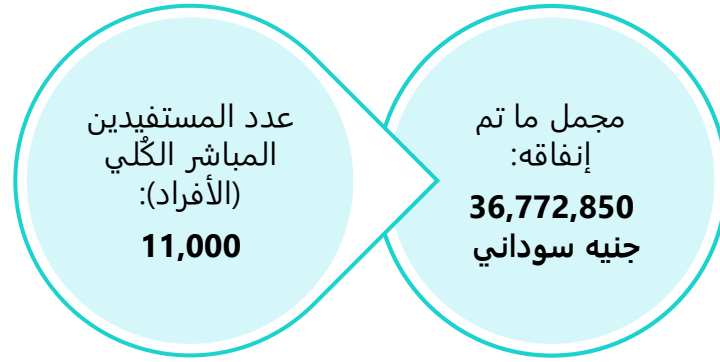 مجمل ما تم
إنفاقه:
36,772,850
جنيه سوداني
عدد المستفيدين
المباشر الكُلي
(الأفراد):
11,000